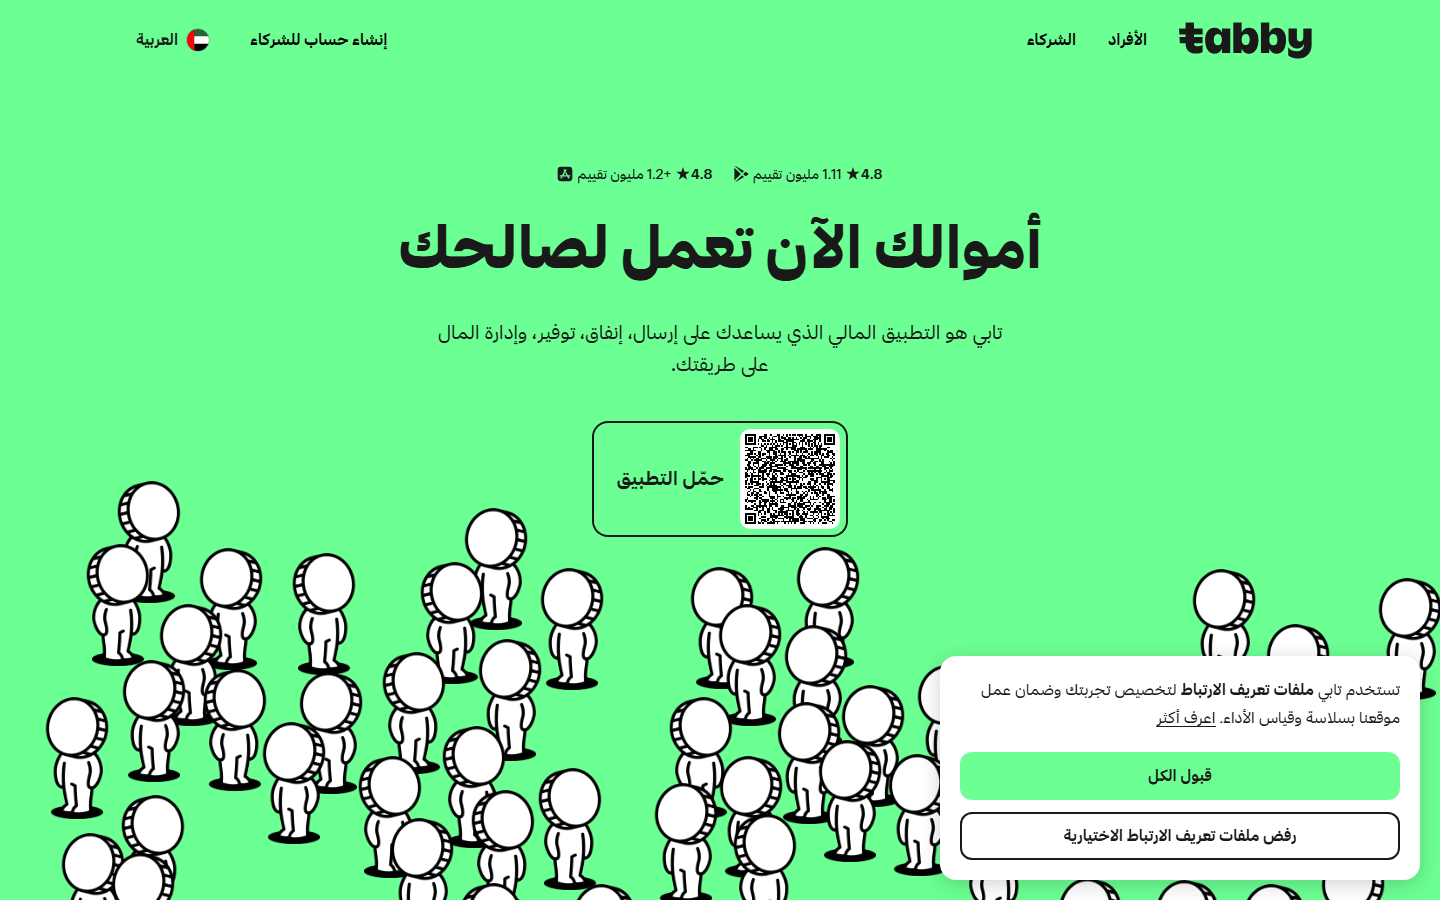 tabby
الأفراد
الشركاء
إنشاء حساب للشركاء
العربية
4.8★ 1.11 مليون تقييم
4.8★ +1.2 مليون تقييم
أموالك الآن تعمل لصالحك
تابي هو التطبيق المالي الذي يساعدك على إرسال، إنفاق، توفير، وإدارة المال
على طريقتك.
حمّل التطبيق
تستخدم تابي ملفات تعريف الارتباط لتخصيص تجربتك وضمان عمل
موقعنا بسلاسة وقياس الأداء. اعرف أكثر
قبول الكل
رفض ملفات تعريف الارتباط الاختيارية